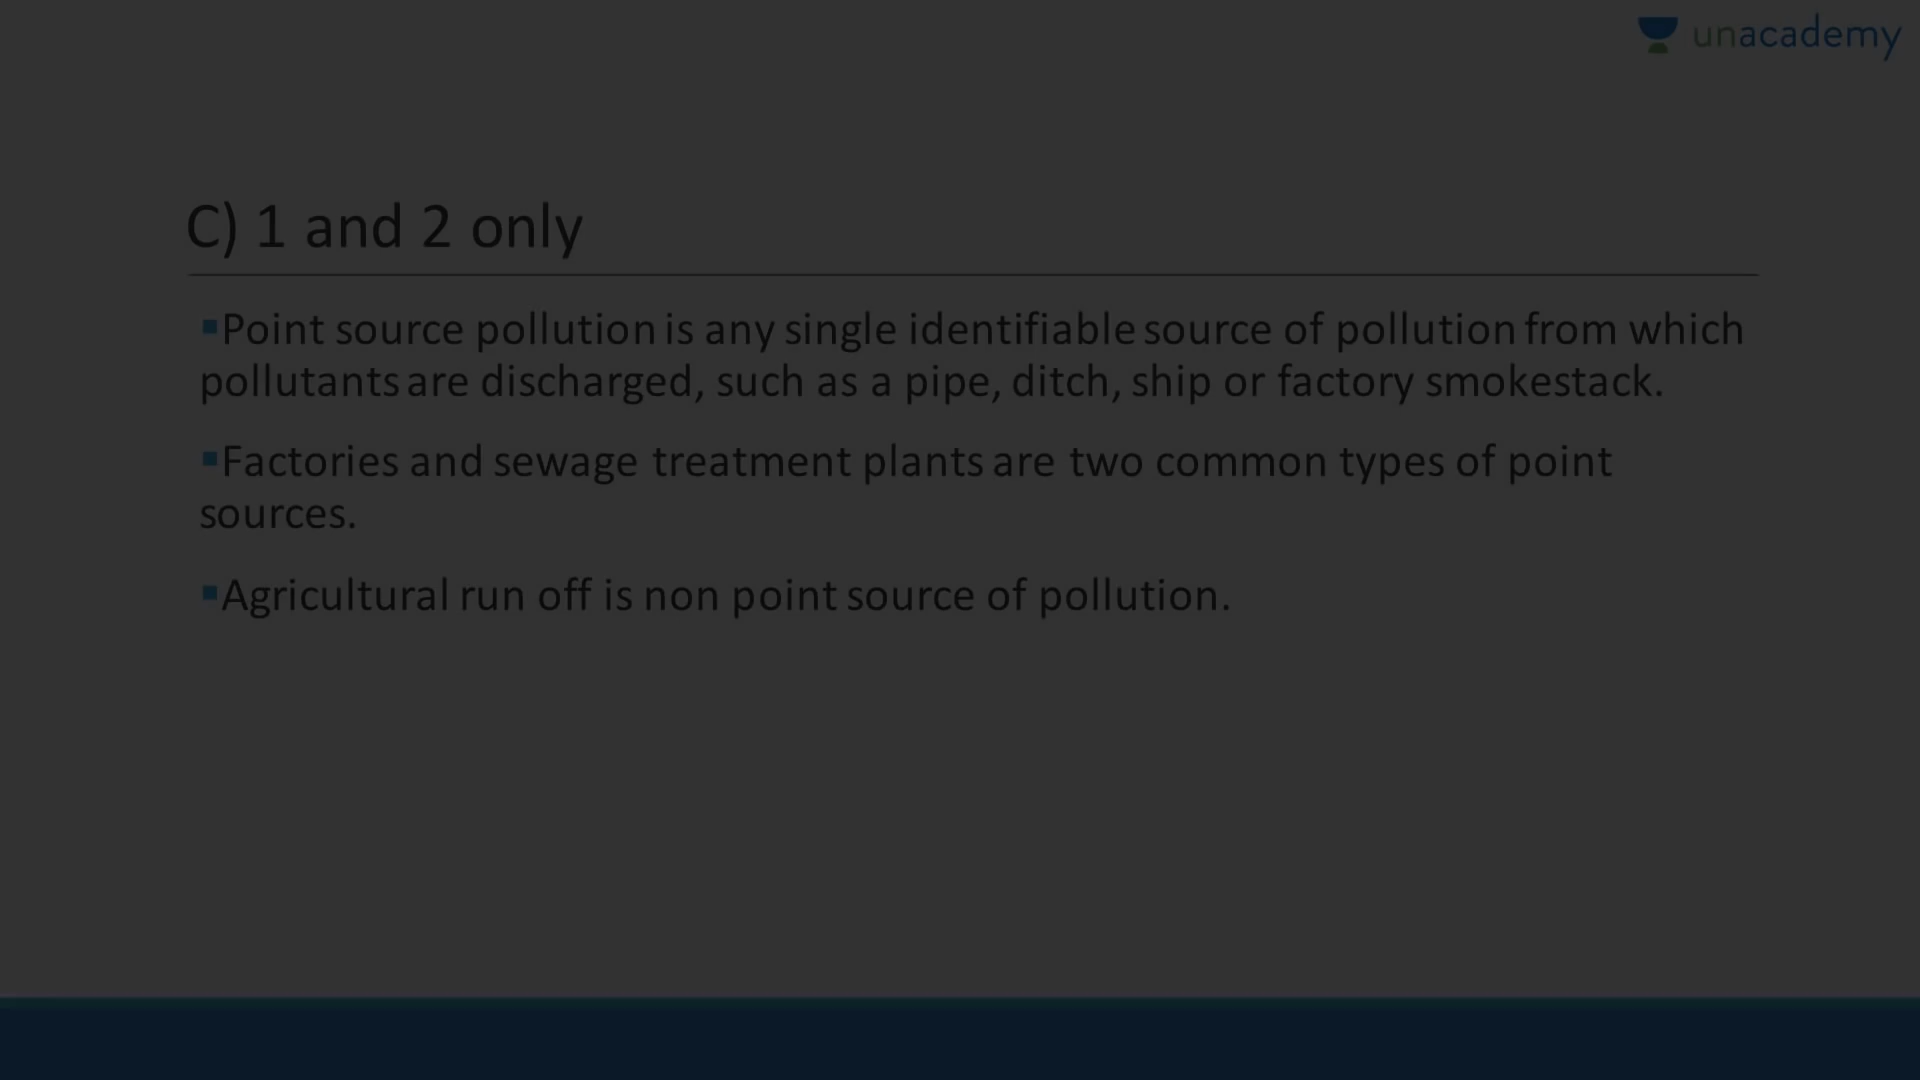 unacademy
C) 1 and 2 only
▪Point source pollution is any single identifiable source of pollution from which
pollutants are discharged, such as a pipe, ditch, ship or factory smokestack.
▪Factories and sewage treatment plants are two common types of point
sources.
▪Agricultural run off is non point source of pollution.